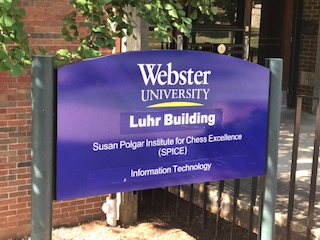 Webster
UNIVERSITY
Luhr Building
Susan Polgar Institute for Chess Excellence
(SPICE)
Information Technology